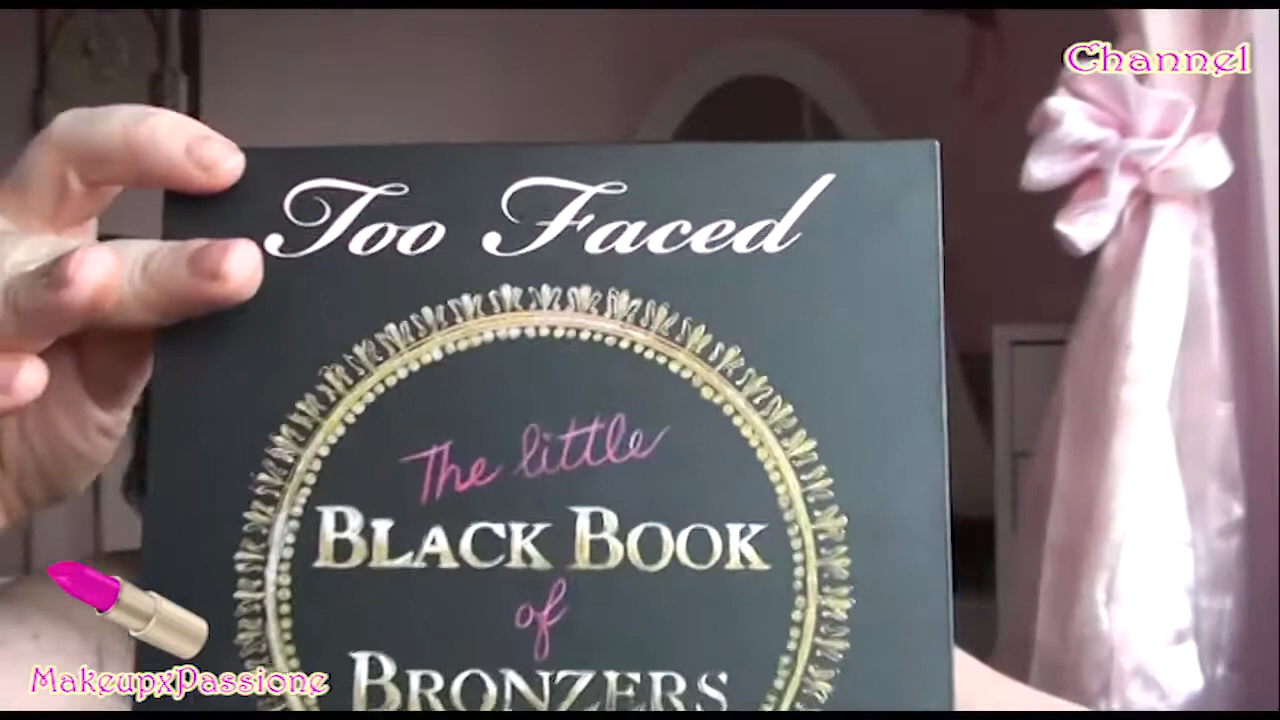 Channel
Too Faced
The little
BLACK BOOK
of
BRONZERS
MakeupxPassione